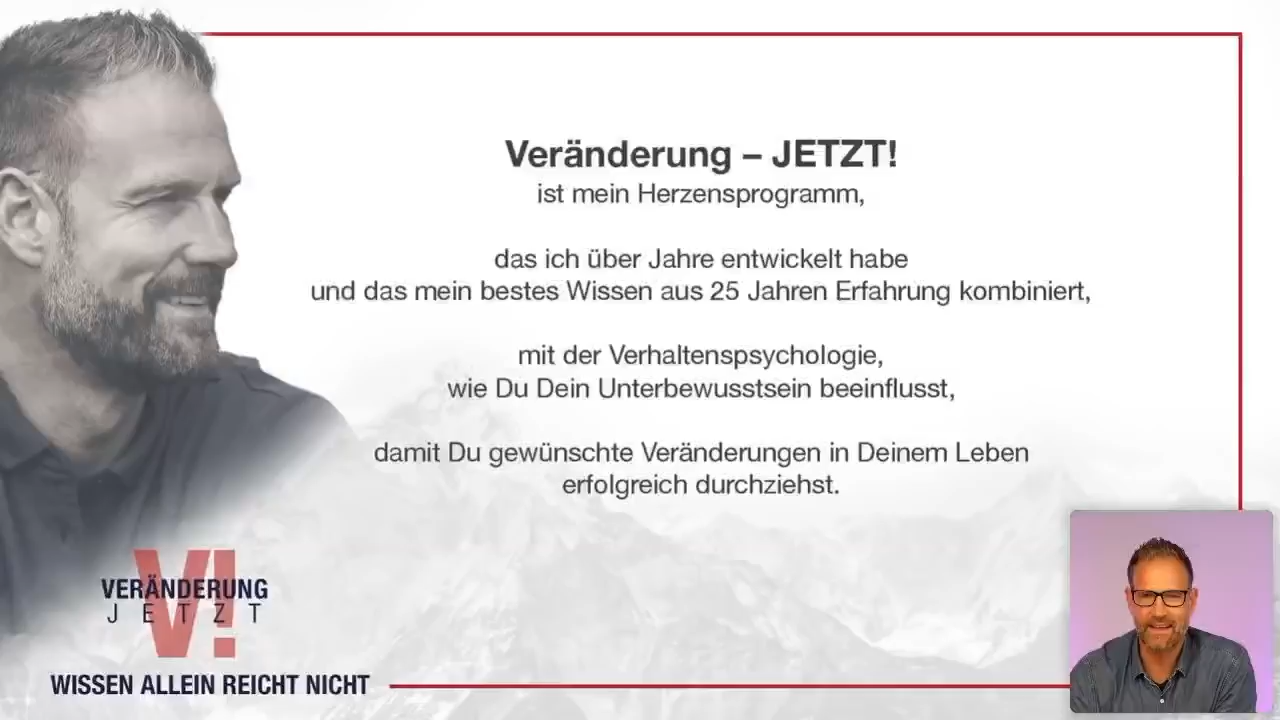 Veränderung – JETZT!
ist mein Herzensprogramm,
das ich über Jahre entwickelt habe
und das mein bestes Wissen aus 25 Jahren Erfahrung kombiniert,
mit der Verhaltenspsychologie,
wie Du Dein Unterbewusstsein beeinflusst,
damit Du gewünschte Veränderungen in Deinem Leben
erfolgreich durchziehst.
V!
VERÄNDERUNG
JETZT
WISSEN ALLEIN REICHT NICHT